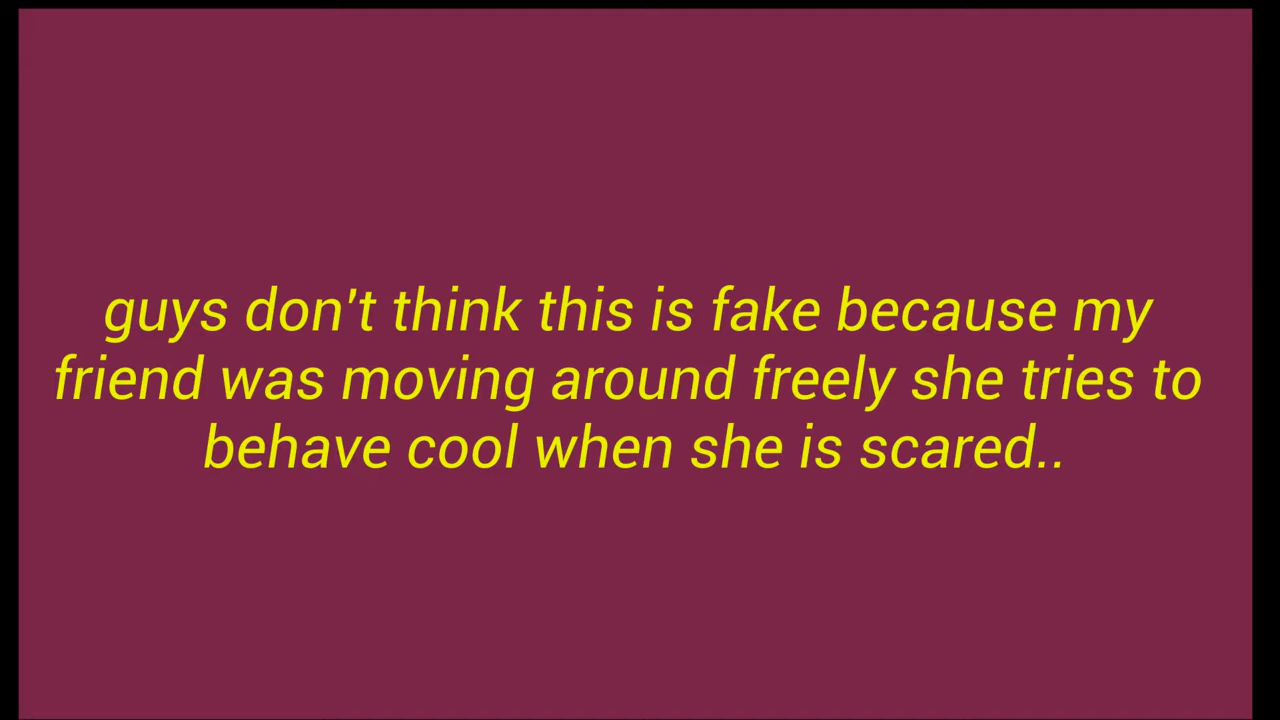 guys don't think this is fake because my
friend was moving around freely she tries to
behave cool when she is scared..